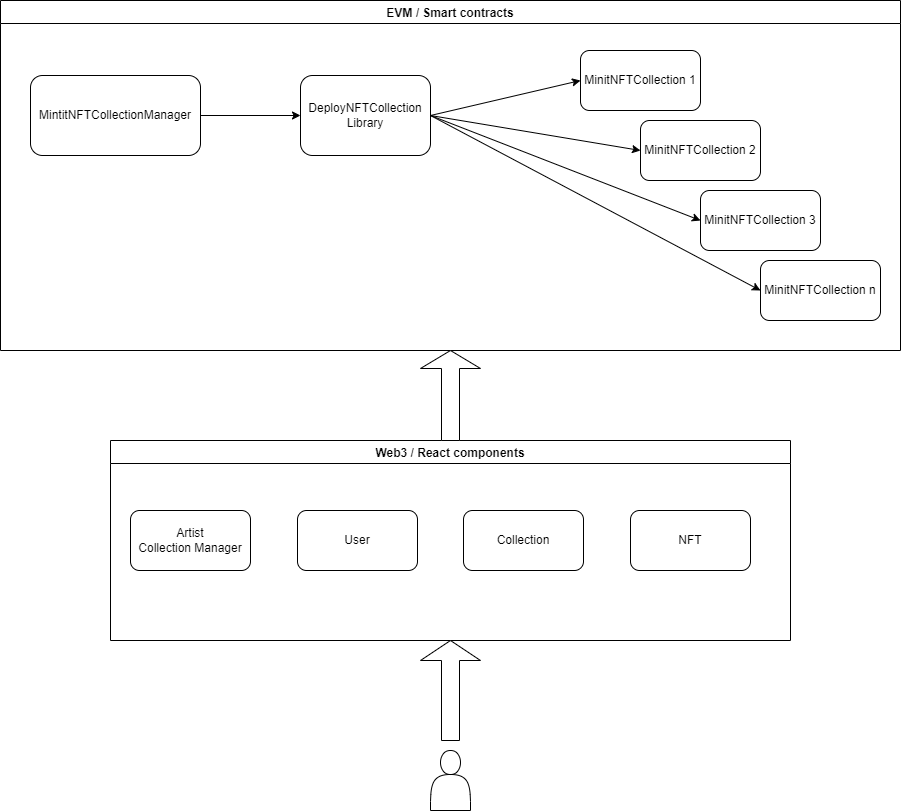 EVM / Smart contracts
MintitNFTCollectionManager
DeployNFTCollection
Library
MinitNFTCollection 1
MinitNFTCollection 2
MinitNFTCollection 3
MinitNFTCollection n
Web3 / React components
Artist
Collection Manager
User
Collection
NFT